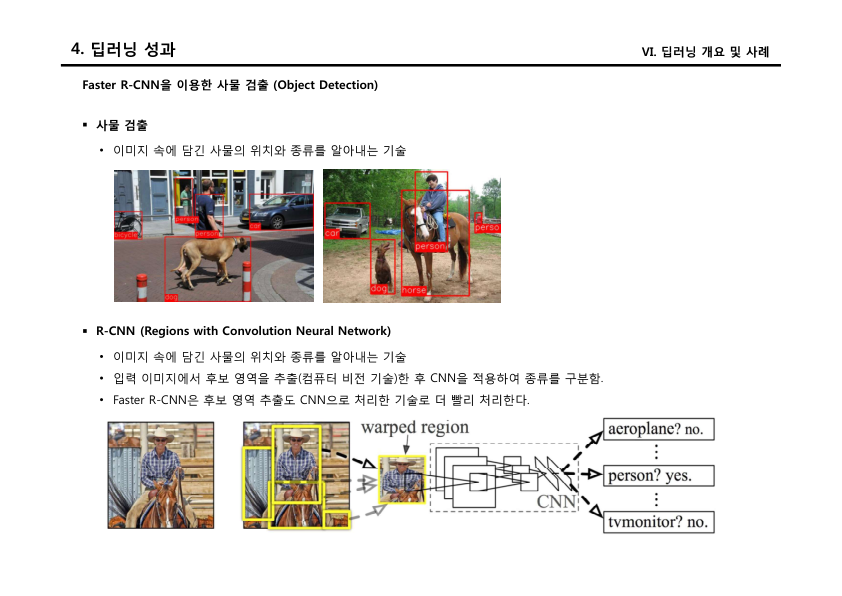 4. 딥러닝 성과
VI. 딥러닝 개요 및 사례
Faster R-CNN을 이용한 사물 검출 (Object Detection)
▪ 사물 검출
• 이미지 속에 담긴 사물의 위치와 종류를 알아내는 기술
bicycle
person
person
car
dog
car
person
perso
dog
horse
▪ R-CNN (Regions with Convolution Neural Network)
• 이미지 속에 담긴 사물의 위치와 종류를 알아내는 기술
• 입력 이미지에서 후보 영역을 추출(컴퓨터 비전 기술)한 후 CNN을 적용하여 종류를 구분함.
• Faster R-CNN은 후보 영역 추출도 CNN으로 처리한 기술로 더 빨리 처리한다.
warped region
CNN
aeroplane? no.
⋮
person? yes.
⋮
tvmonitor? no.